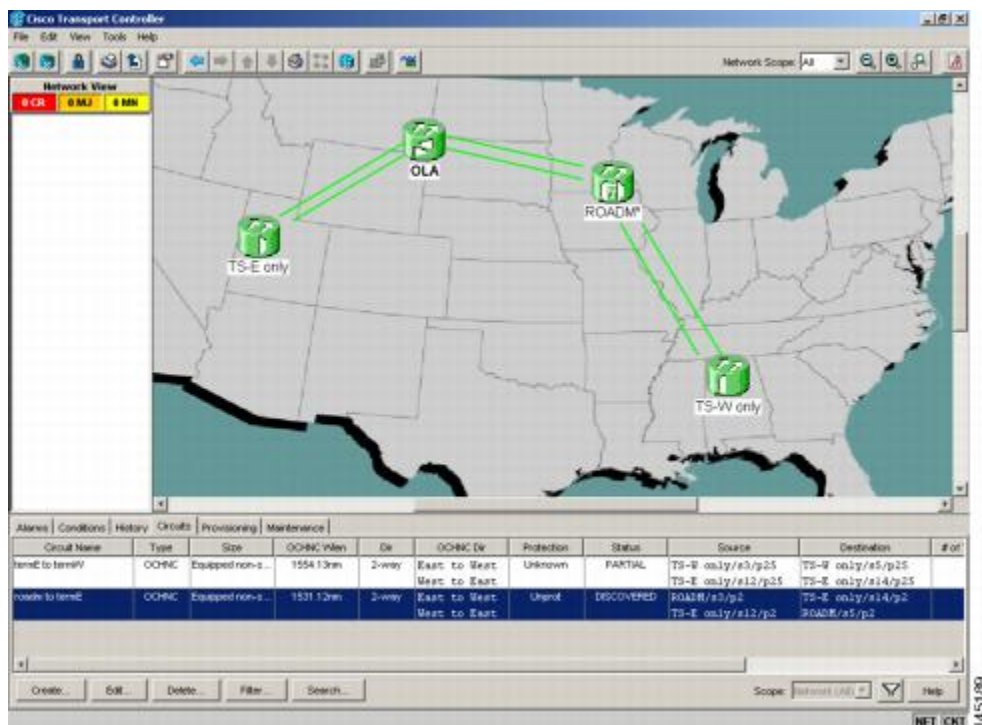 Cisco Transport Controller
File Edit View Tools Help
Network Scope: All
Network View
0 CR 0 MJ 0 MN
OLA
ROADM*
TS-E only
TS-W only
Alarms Conditions History Circuits Provisioning Maintenance
Circuit Name Type Size OCHNC Wlen Dir OCHNC Dir Protection Status Source Destination # of
termE to termW OCHNC Equipped non-s... 1554.13nm 2-way East to West Unknown PARTIAL TS-W only/s3/p25 TS-W only/s5/p25
West to East TS-E only/s12/p25 TS-E only/s14/p25
roadm to termE OCHNC Equipped non-s... 1531.12nm 2-way East to West Unprot DISCOVERED ROADM/s3/p2 TS-E only/s14/p2
West to East TS-E only/s12/p2 ROADM/s5/p2
Create... Edit... Delete... Filter... Search... Scope: Network Help
NET CKT
145189